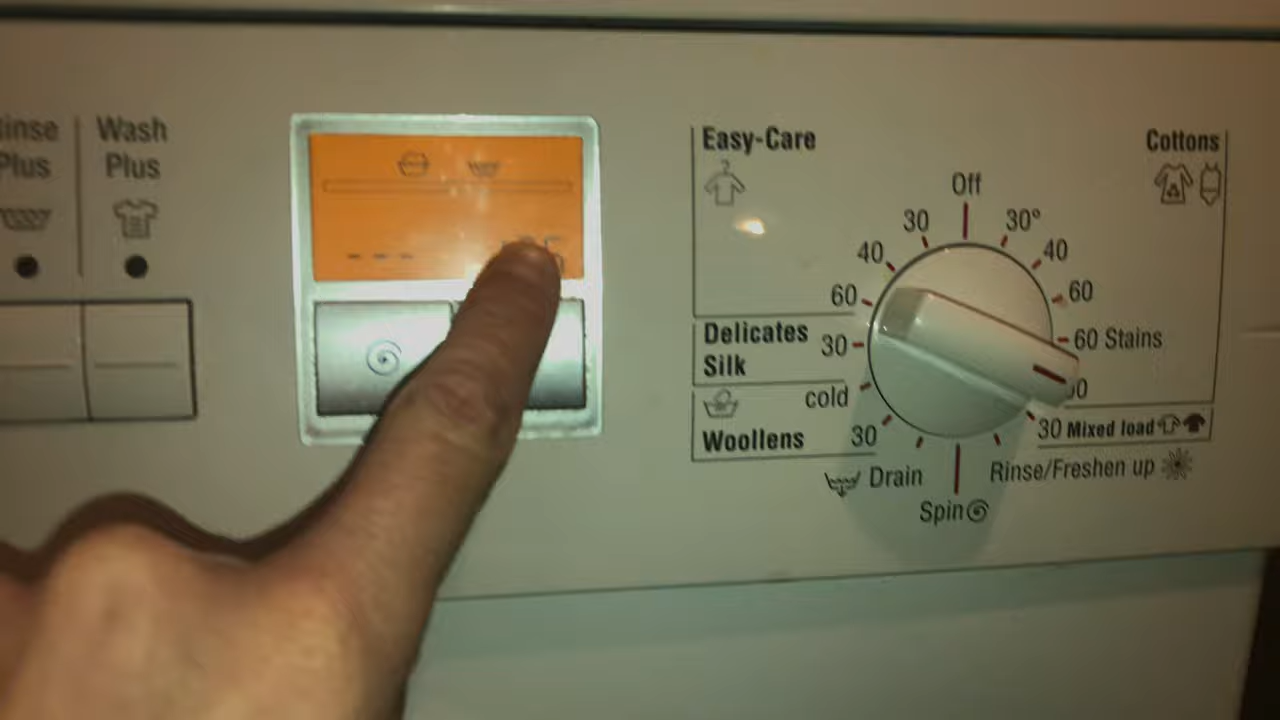 Wash
Plus
Plus
Easy-Care
Cottons
Off
30
30°
40
40
60
60
Delicates
Silk
30
60 Stains
cold
Woollens
30
30 Mixed load
Drain
Rinse/Freshen up
Spin